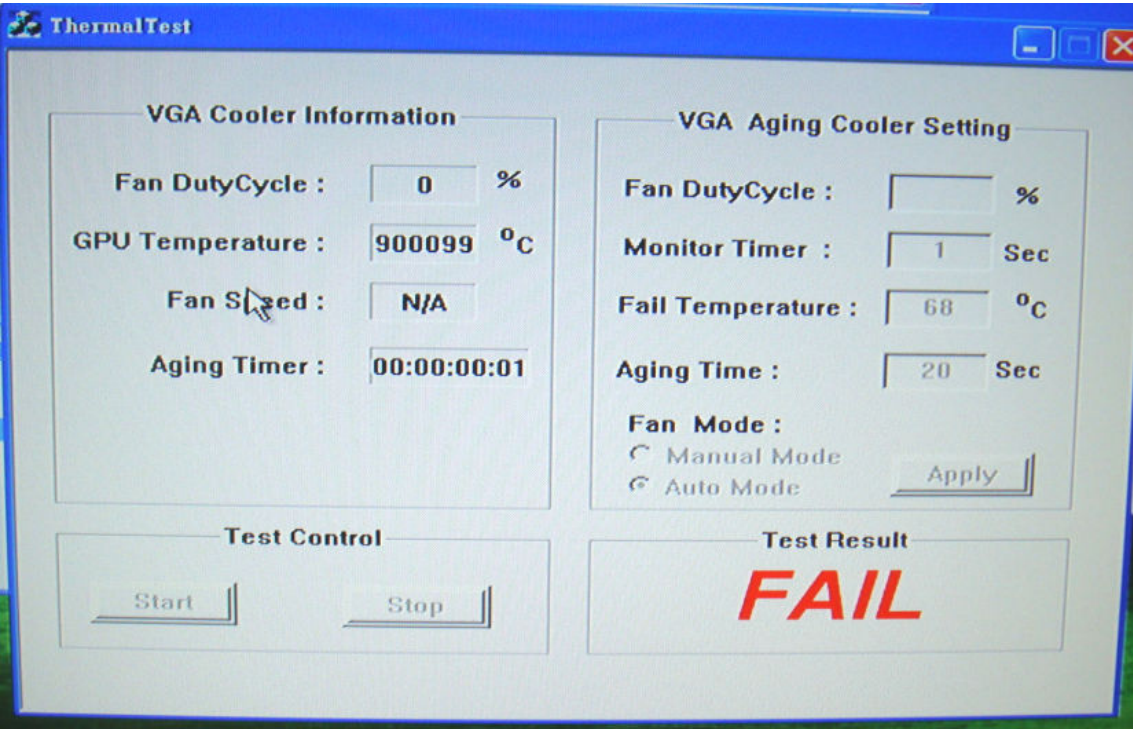 ThermalTest
VGA Cooler Information
Fan DutyCycle : 0 %
GPU Temperature : 900099 °C
Fan Speed : N/A
Aging Timer : 00:00:00:01
VGA Aging Cooler Setting
Fan DutyCycle : %
Monitor Timer : 1 Sec
Fail Temperature : 68 °C
Aging Time : 20 Sec
Fan Mode :
Manual Mode
Auto Mode
Apply
Test Control
Start Stop
Test Result
FAIL